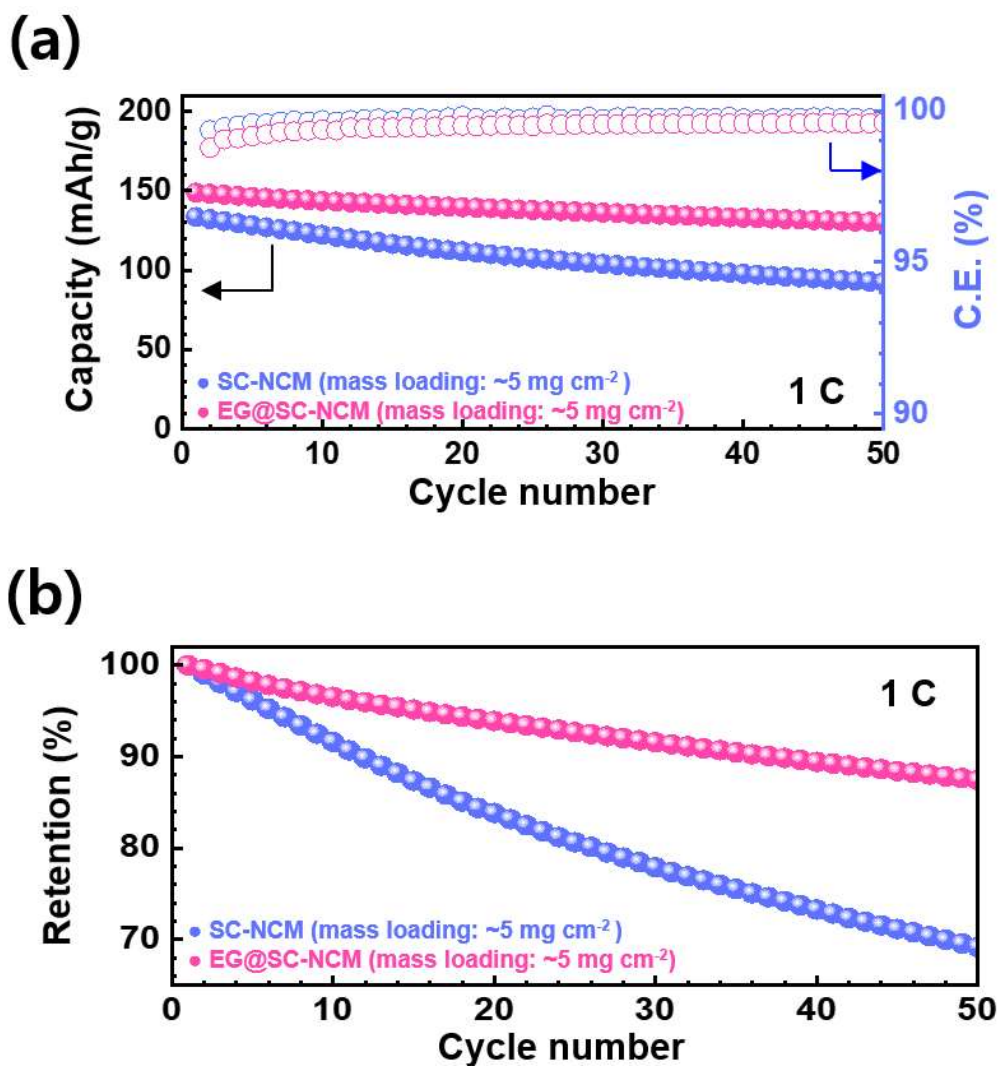 (a)
200
150
100
50
0
Capacity (mAh/g)
100
95
90
C.E. (%)
SC-NCM (mass loading: ~5 mg cm⁻² )
EG@SC-NCM (mass loading: ~5 mg cm⁻²)
1 C
0 10 20 30 40 50
Cycle number
(b)
100
90
80
70
Retention (%)
1 C
SC-NCM (mass loading: ~5 mg cm⁻² )
EG@SC-NCM (mass loading: ~5 mg cm⁻²)
0 10 20 30 40 50
Cycle number